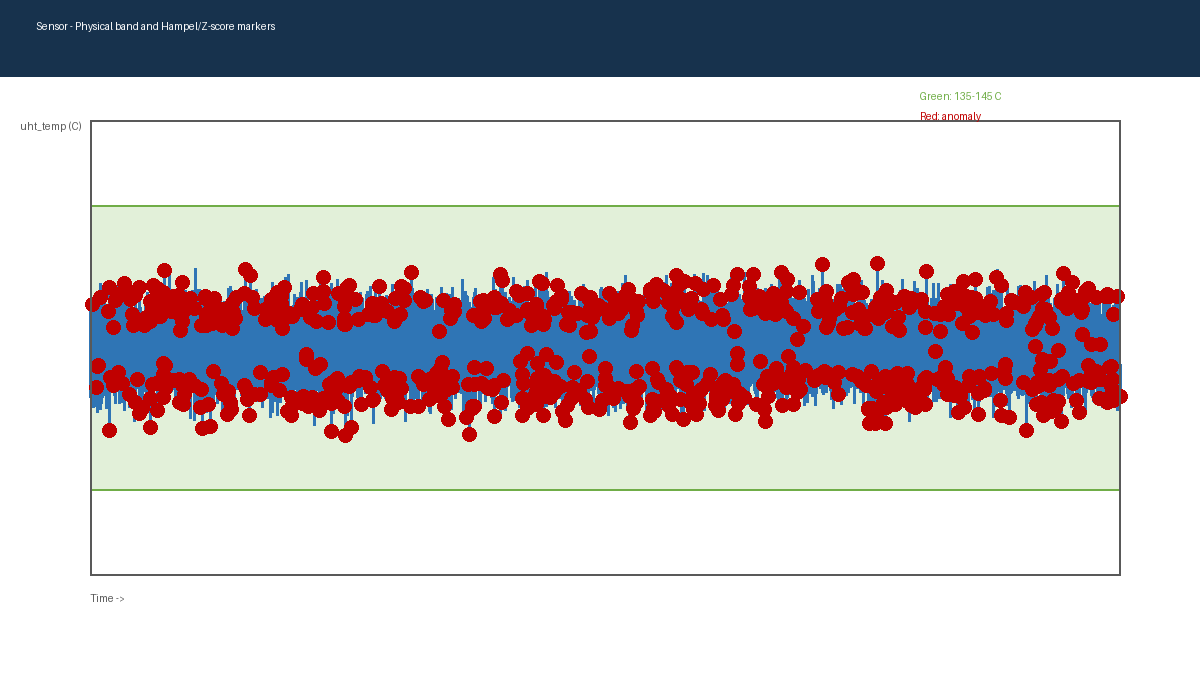 Sensor - Physical band and Hampel/Z-score markers
Green: 135-145 C
Red: anomaly
uht_temp (C)
Time ->